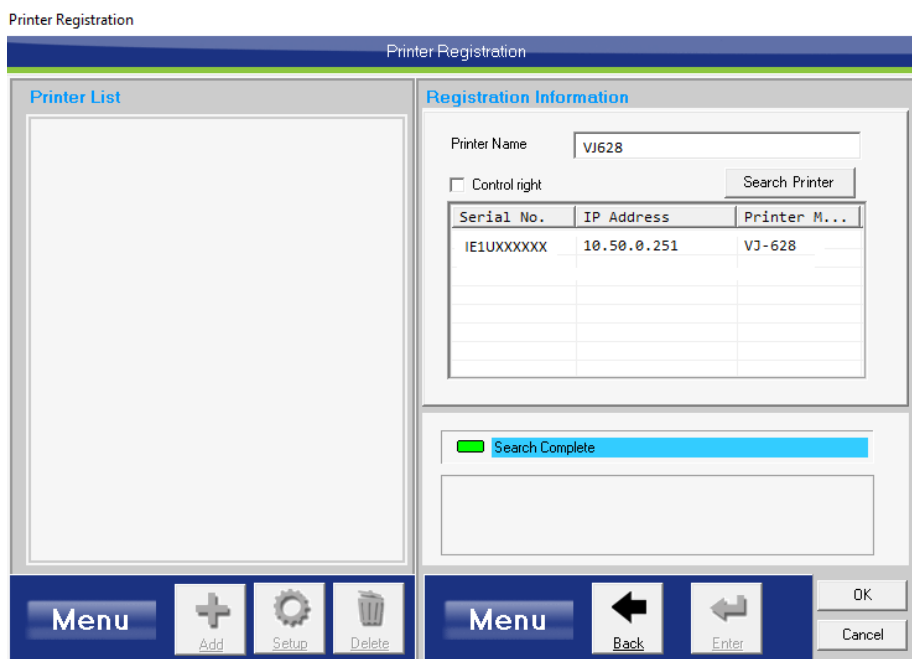 Printer Registration
Printer Registration
Printer List
Registration Information
Printer Name
VJ628
Control right
Search Printer
Serial No. IP Address Printer M...
IE1UXXXXXX 10.50.0.251 VJ-628
Search Complete
Menu
Add
Setup
Delete
Menu
Back
Enter
OK
Cancel